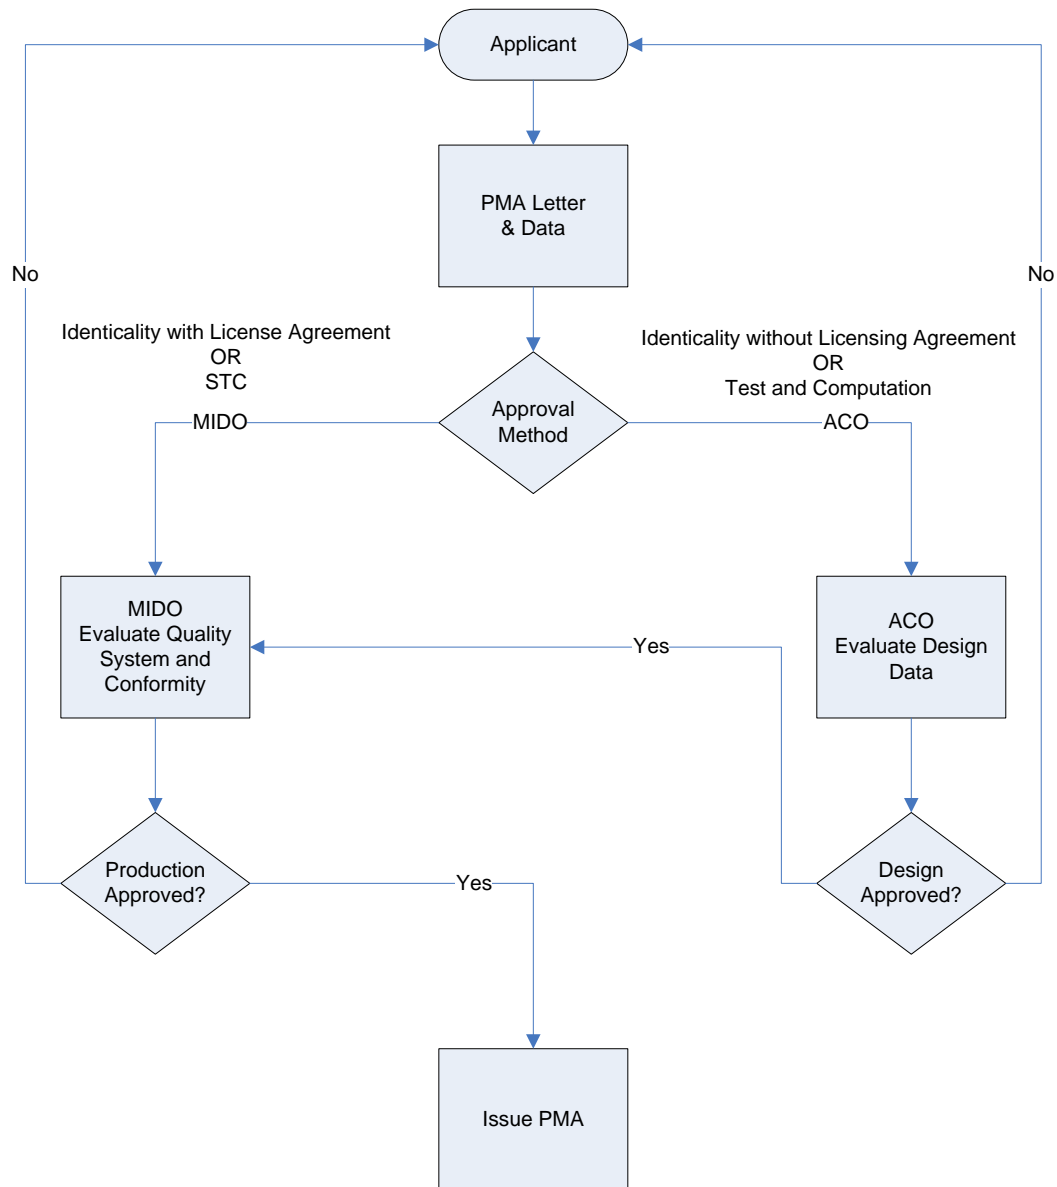 Applicant
PMA Letter
& Data
No
No
Identicality with License Agreement
OR
STC
Identicality without Licensing Agreement
OR
Test and Computation
MIDO
Approval
Method
ACO
MIDO
Evaluate Quality
System and
Conformity
Yes
ACO
Evaluate Design
Data
Production
Approved?
Yes
Design
Approved?
Issue PMA